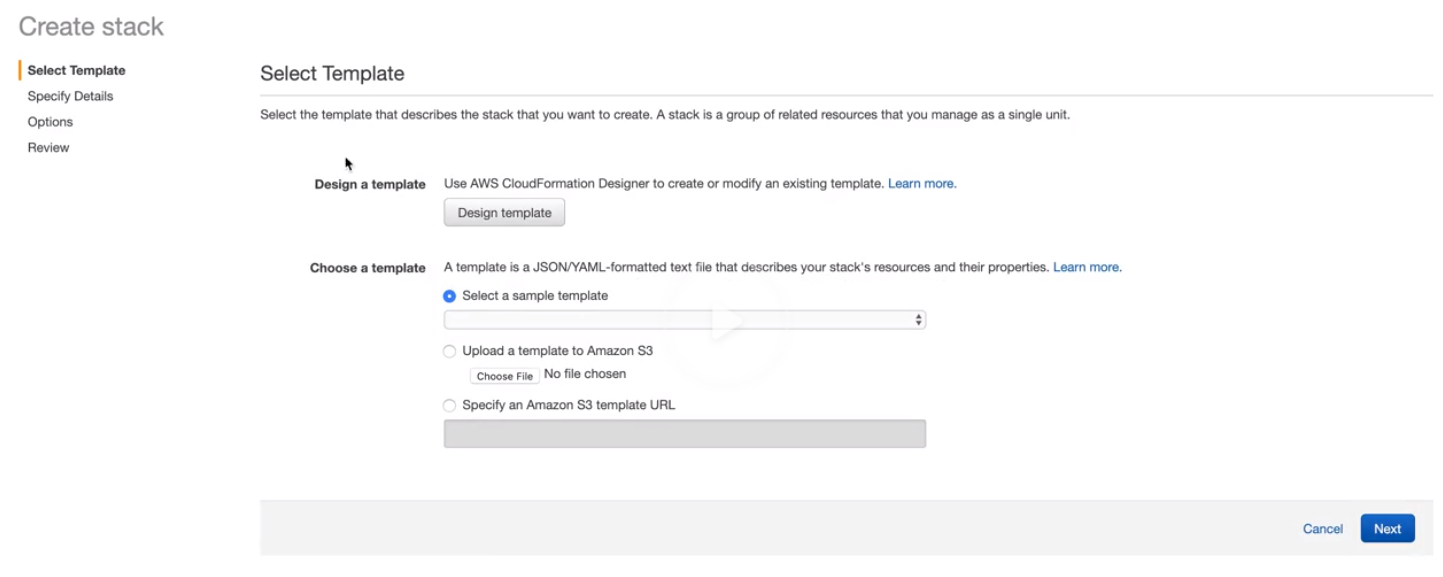 Create stack
Select Template
Specify Details
Options
Review
Select Template
Select the template that describes the stack that you want to create. A stack is a group of related resources that you manage as a single unit.
Design a template
Use AWS CloudFormation Designer to create or modify an existing template. Learn more.
Design template
Choose a template
A template is a JSON/YAML-formatted text file that describes your stack's resources and their properties. Learn more.
Select a sample template
Upload a template to Amazon S3
Choose File No file chosen
Specify an Amazon S3 template URL
Cancel Next